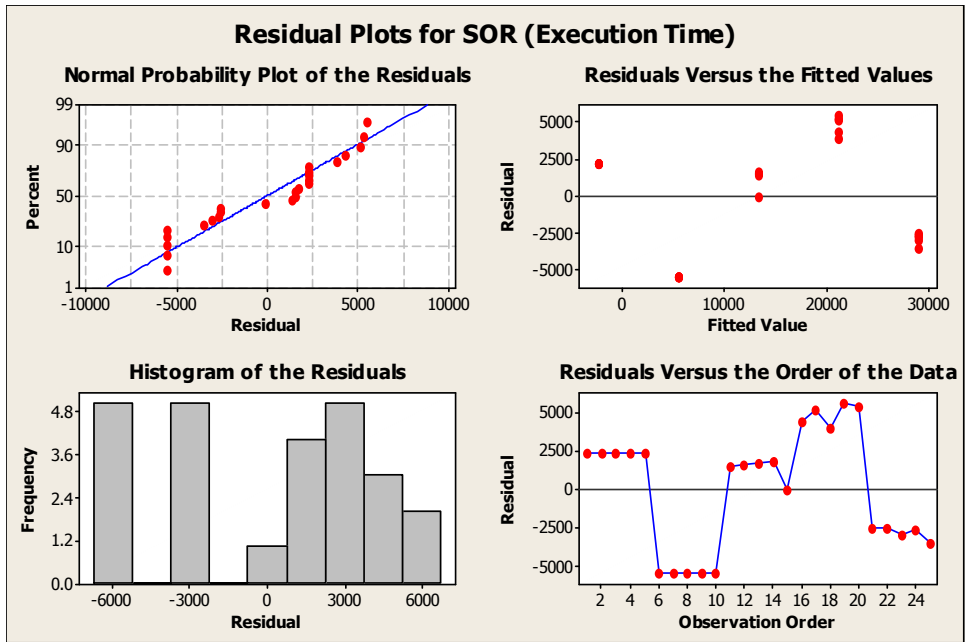 Residual Plots for SOR (Execution Time)
Normal Probability Plot of the Residuals
99
90
50
10
1
Percent
-10000 -5000 0 5000 10000
Residual
Residuals Versus the Fitted Values
5000
2500
0
-2500
-5000
Residual
0 10000 20000 30000
Fitted Value
Histogram of the Residuals
4.8
3.6
2.4
1.2
0.0
Frequency
-6000 -3000 0 3000 6000
Residual
Residuals Versus the Order of the Data
5000
2500
0
-2500
-5000
Residual
2 4 6 8 10 12 14 16 18 20 22 24
Observation Order